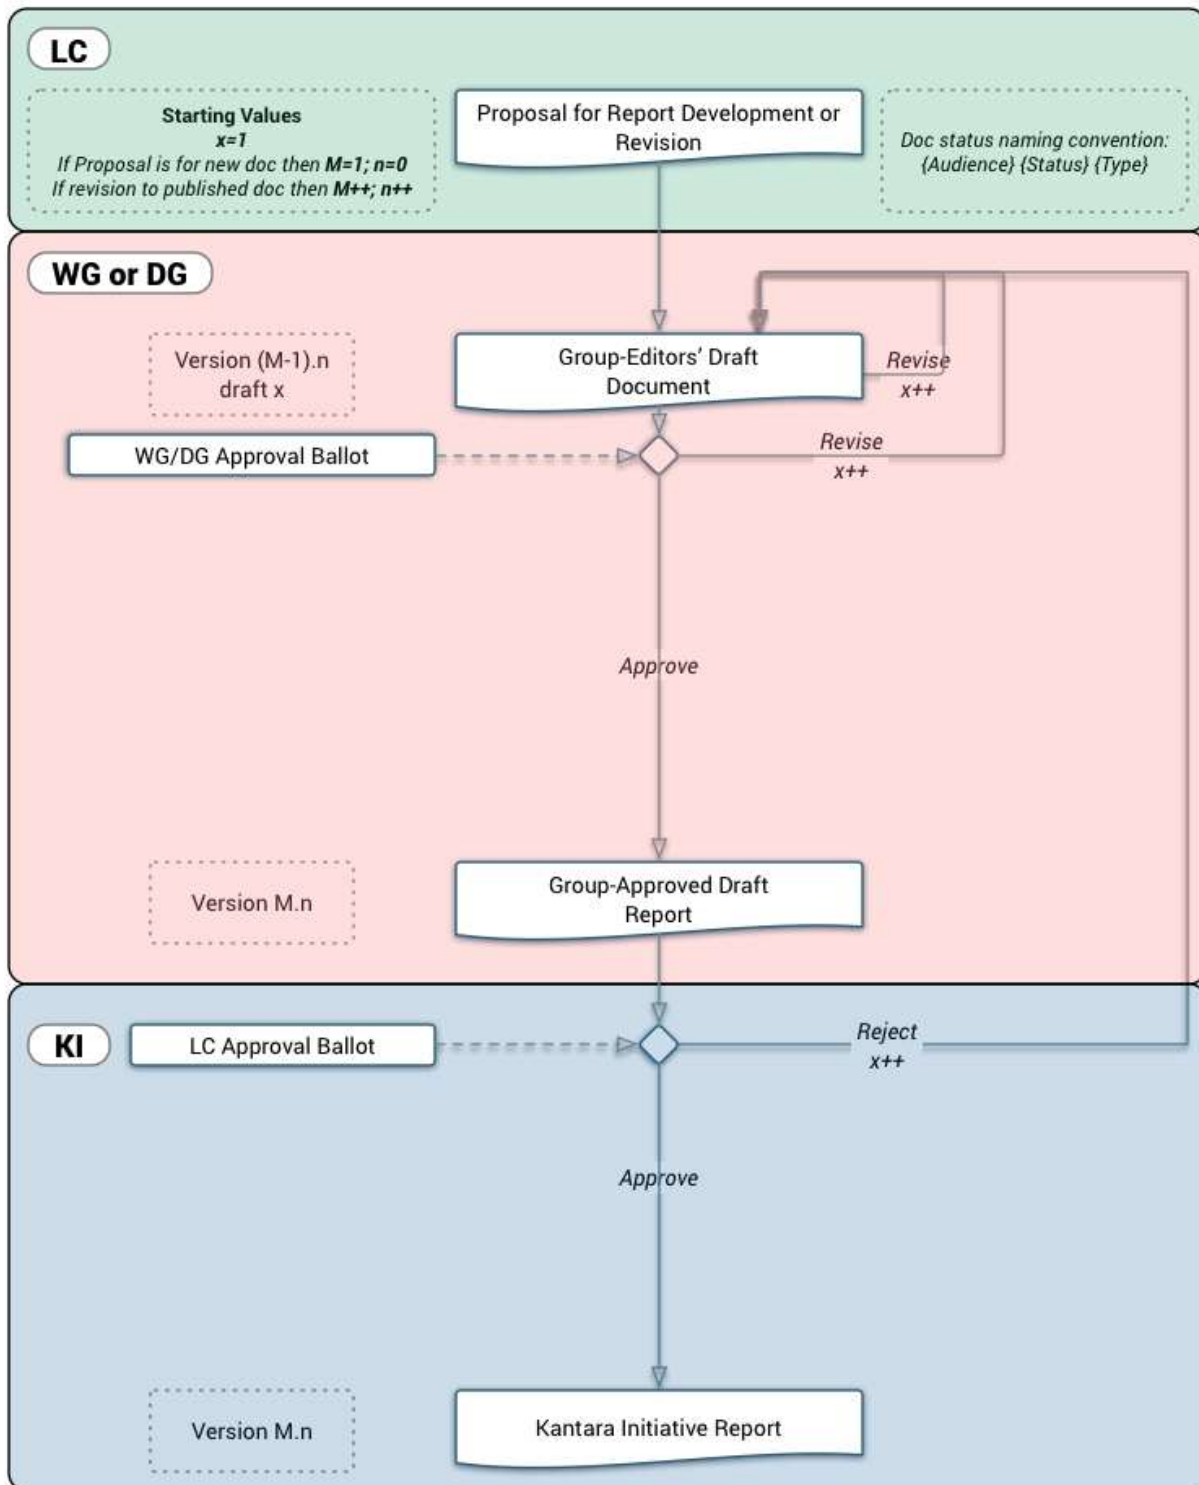 LC
Starting Values
x=1
If Proposal is for new doc then M=1; n=0
If revision to published doc then M++; n++
Proposal for Report Development or
Revision
Doc status naming convention:
{Audience} {Status} {Type}
WG or DG
Version (M-1).n
draft x
Group-Editors’ Draft
Document
Revise
x++
WG/DG Approval Ballot
Revise
x++
Approve
Version M.n
Group-Approved Draft
Report
KI
LC Approval Ballot
Reject
x++
Approve
Version M.n
Kantara Initiative Report